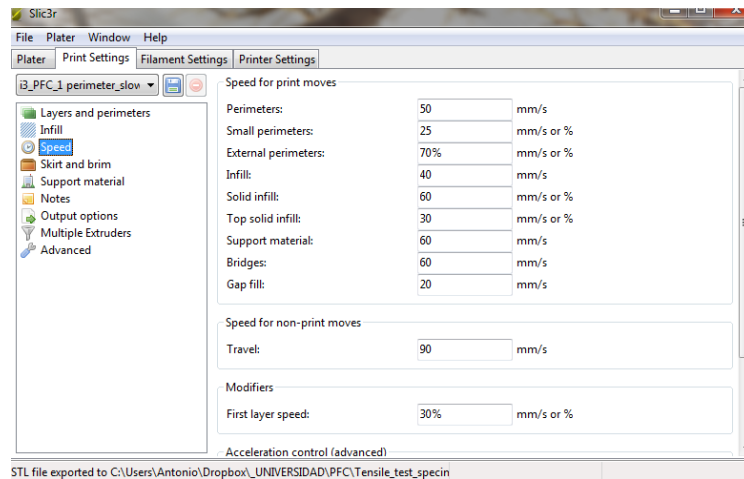 Slic3r
File Plater Window Help
Plater Print Settings Filament Settings Printer Settings
i3_PFC_1 perimeter_slow
Layers and perimeters
Infill
Speed
Skirt and brim
Support material
Notes
Output options
Multiple Extruders
Advanced
Speed for print moves
Perimeters: 50 mm/s
Small perimeters: 25 mm/s or %
External perimeters: 70% mm/s or %
Infill: 40 mm/s
Solid infill: 60 mm/s or %
Top solid infill: 30 mm/s or %
Support material: 60 mm/s
Bridges: 60 mm/s
Gap fill: 20 mm/s
Speed for non-print moves
Travel: 90 mm/s
Modifiers
First layer speed: 30% mm/s or %
Acceleration control (advanced)
STL file exported to C:\Users\Antonio\Dropbox\_UNIVERSIDAD\PFC\Tensile_test_specin